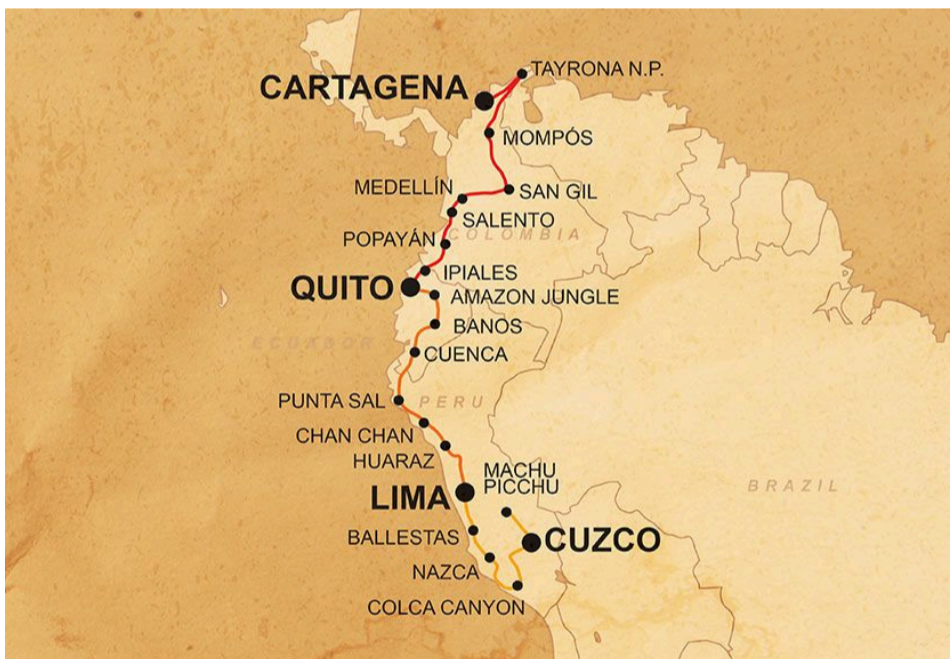 TAYRONA N.P.
CARTAGENA
MOMPÓS
MEDELLÍN
SAN GIL
SALENTO
POPAYÁN
COLOMBIA
IPIALES
QUITO
AMAZON JUNGLE
BANOS
ECUADOR
CUENCA
PUNTA SAL
PERU
CHAN CHAN
HUARAZ
MACHU
PICCHU
LIMA
BRAZIL
BALLESTAS
CUZCO
NAZCA
COLCA CANYON